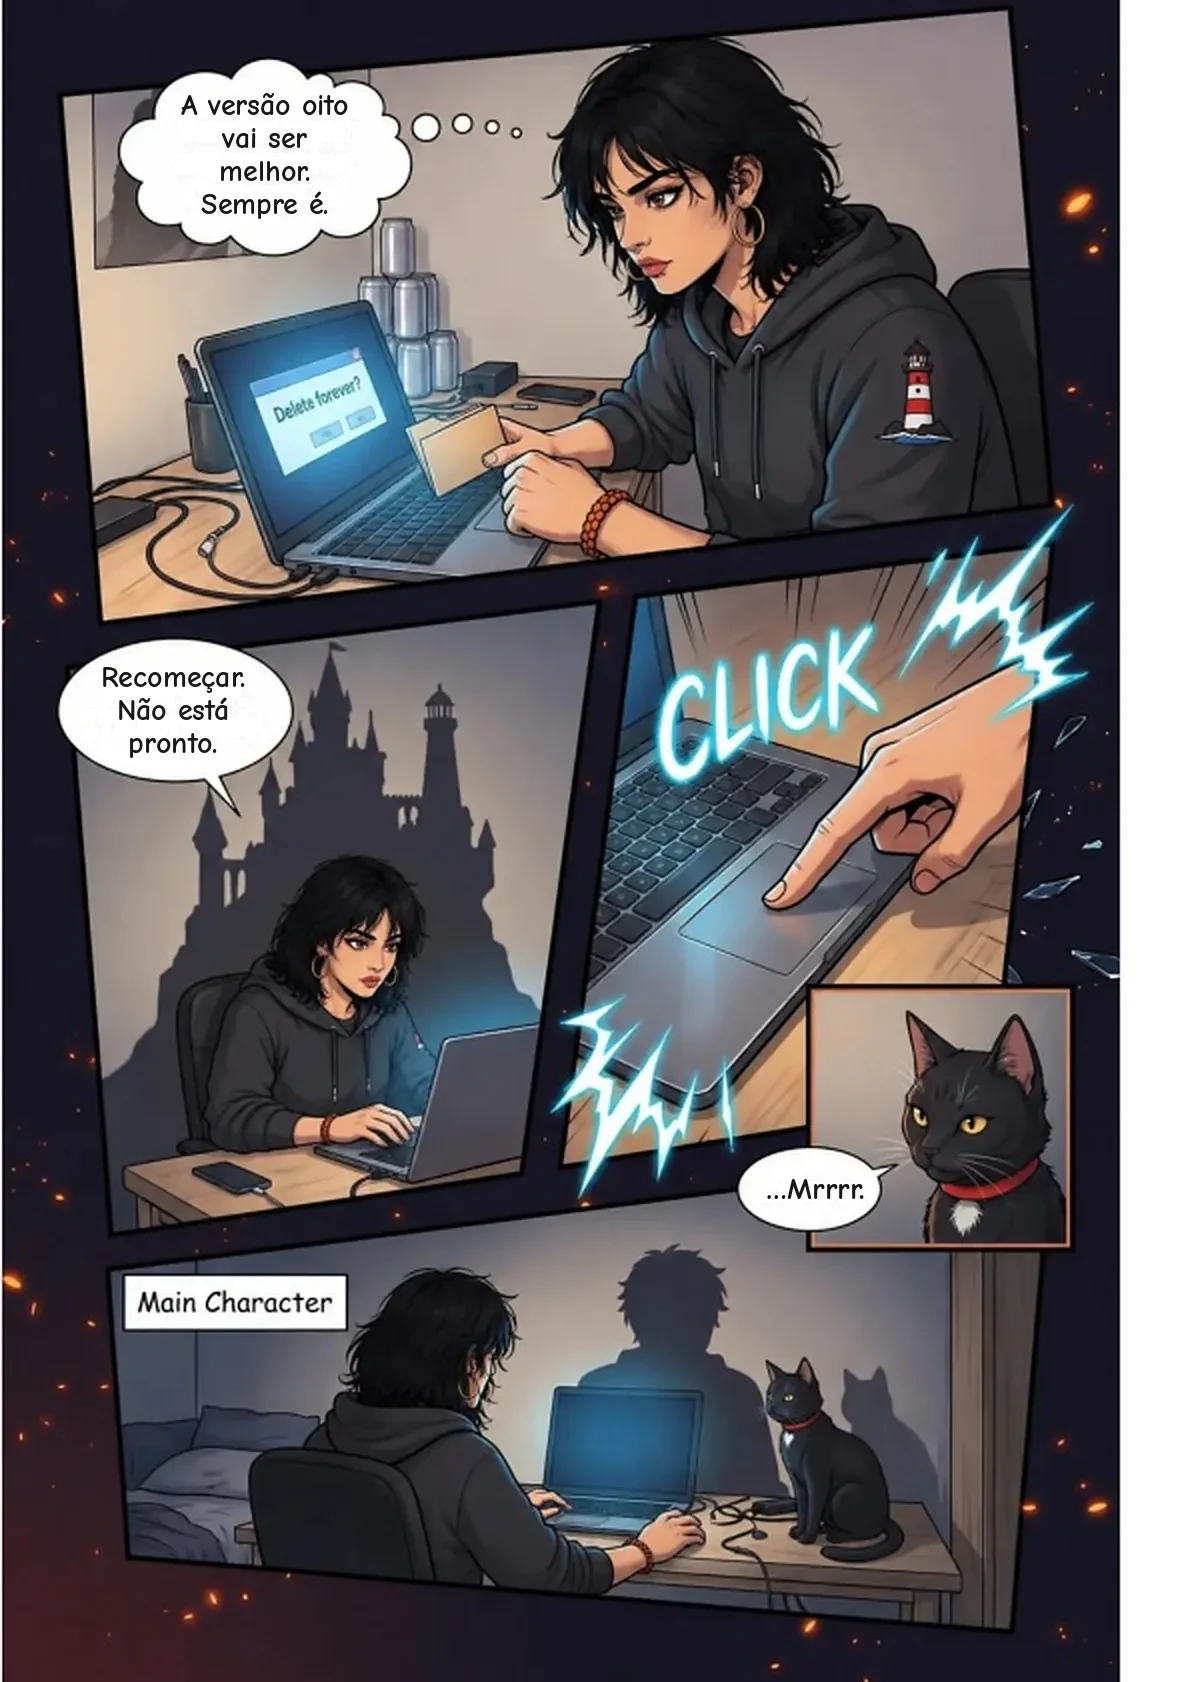 A versão oito
vai ser
melhor.
Sempre é.
Delete forever?
Recomeçar.
Não está
pronto.
CLICK
...Mrrrr.
Main Character